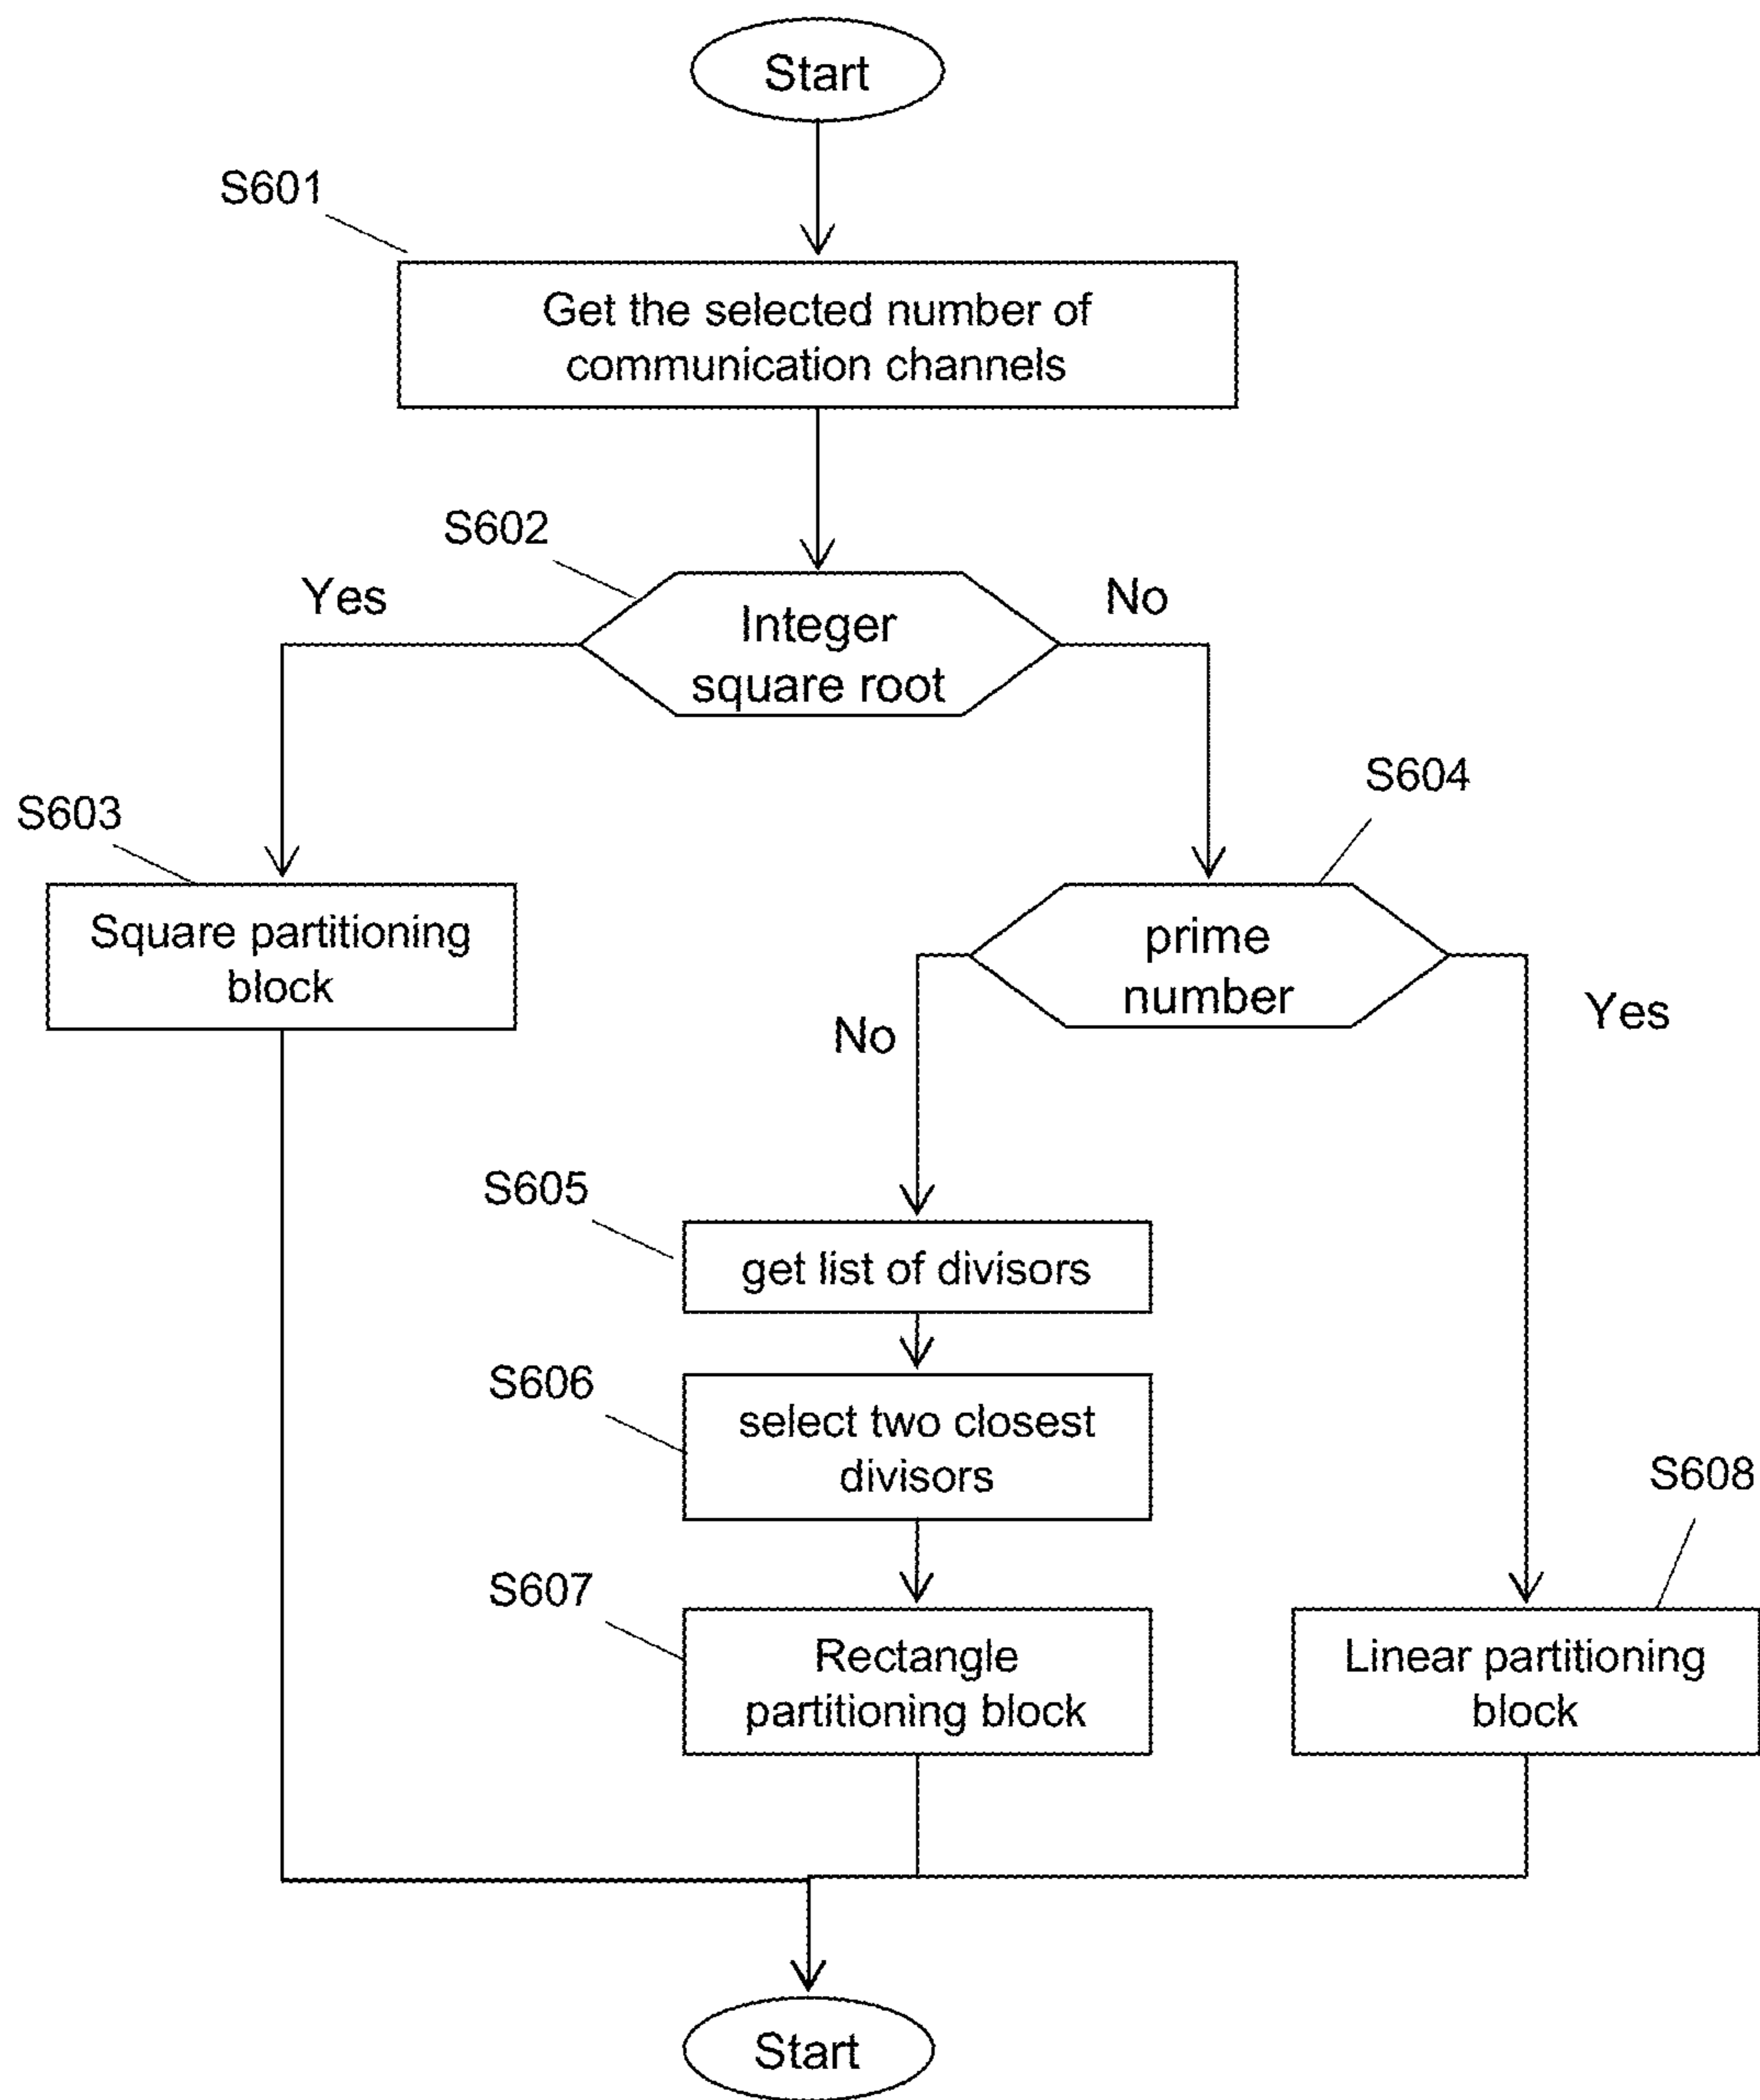 Start
S601
Get the selected number of
communication channels
S602
Yes
No
Integer
square root
S604
S603
Square partitioning
block
prime
number
No
Yes
S605
get list of divisors
S606
select two closest
divisors
S608
S607
Rectangle
partitioning block
Linear partitioning
block
Start